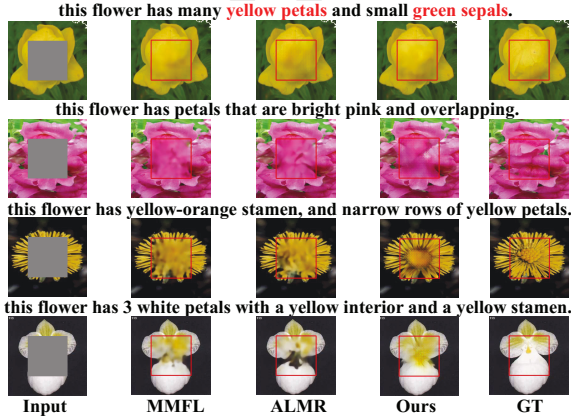 this flower has many yellow petals and small green sepals.
this flower has petals that are bright pink and overlapping.
this flower has yellow-orange stamen, and narrow rows of yellow petals.
this flower has 3 white petals with a yellow interior and a yellow stamen.
Input MMFL ALMR Ours GT